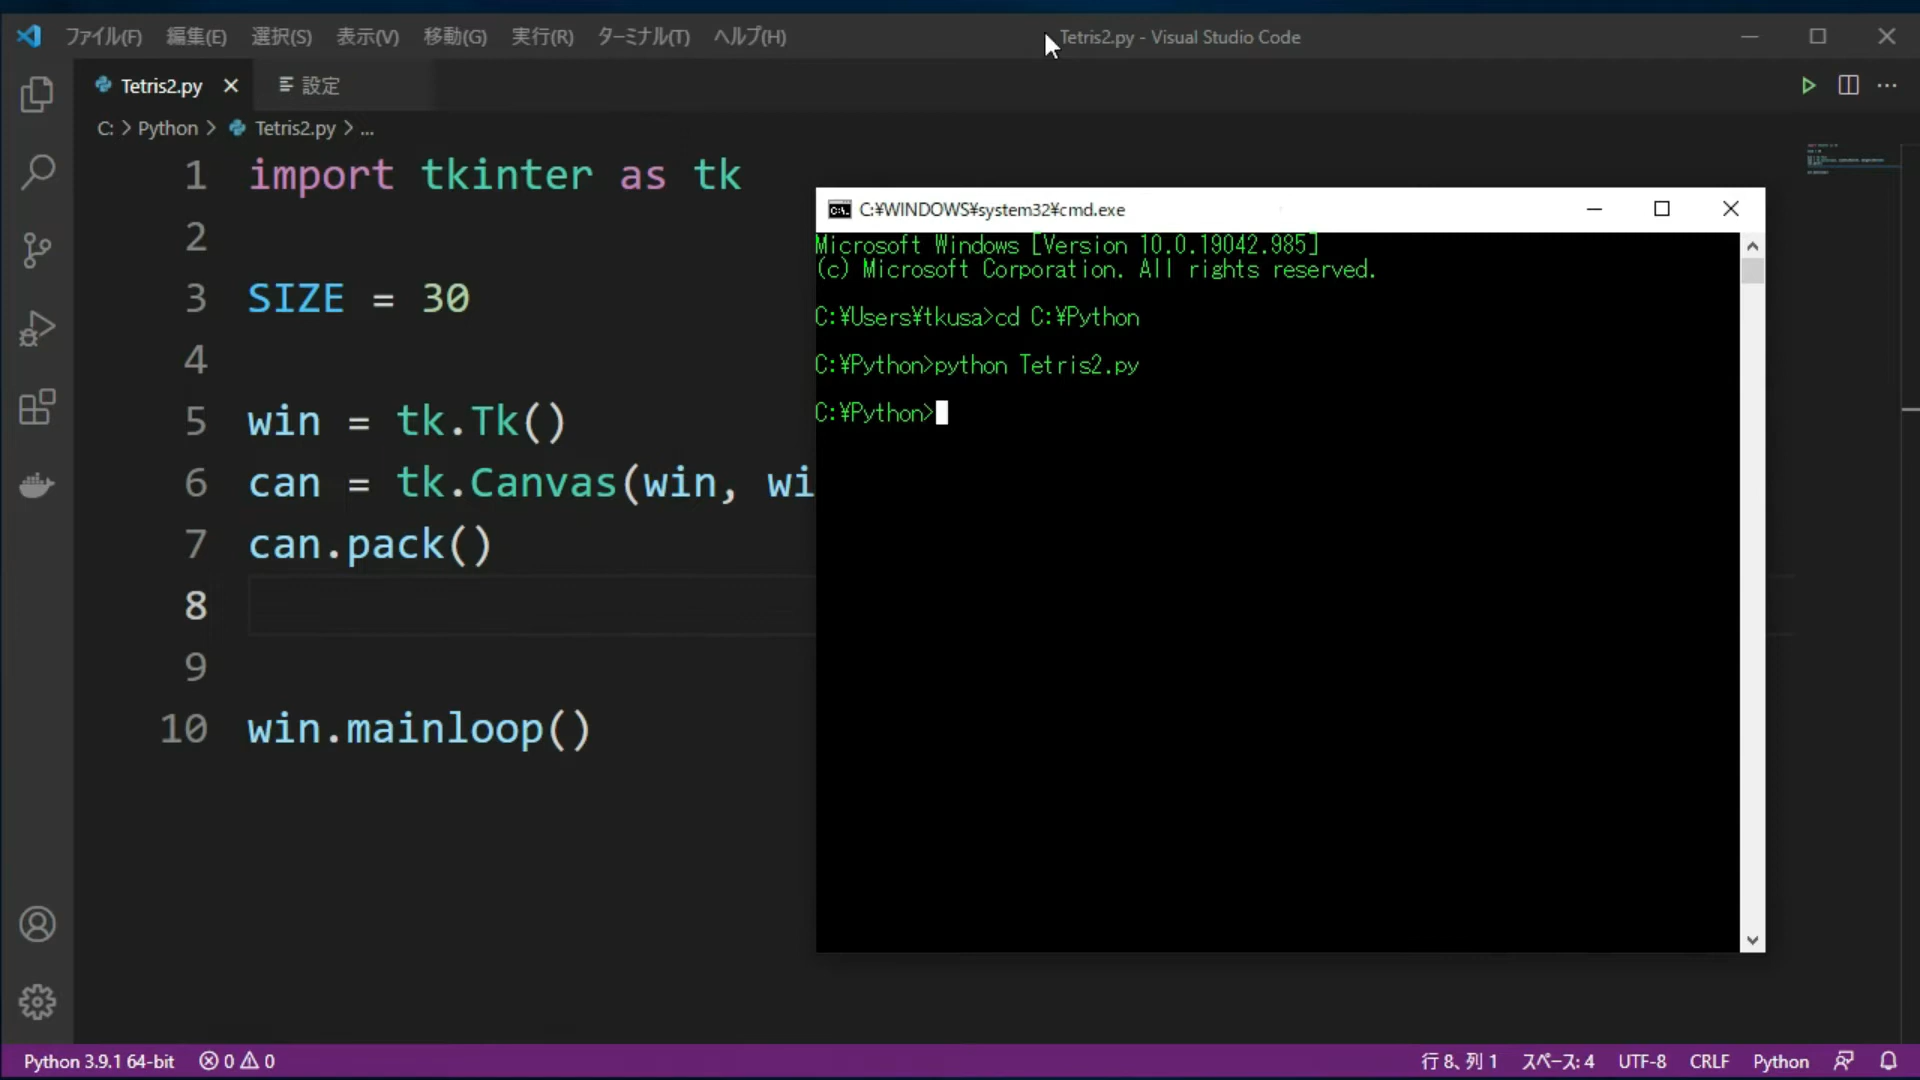 ファイル(F) 編集(E) 選択(S) 表示(V) 移動(G) 実行(R) ターミナル(T) ヘルプ(H) Tetris2.py - Visual Studio Code
Tetris2.py 設定
C: > Python > Tetris2.py > ...
1 import tkinter as tk
2
3 SIZE = 30
4
5 win = tk.Tk()
6 can = tk.Canvas(win, wi
7 can.pack()
8
9
10 win.mainloop()
C:¥WINDOWS¥system32¥cmd.exe
Microsoft Windows [Version 10.0.19042.985]
(c) Microsoft Corporation. All rights reserved.
C:¥Users¥tkusa>cd C:¥Python
C:¥Python>python Tetris2.py
C:¥Python>
Python 3.9.1 64-bit 0 0 行 8、列 1 スペース: 4 UTF-8 CRLF Python